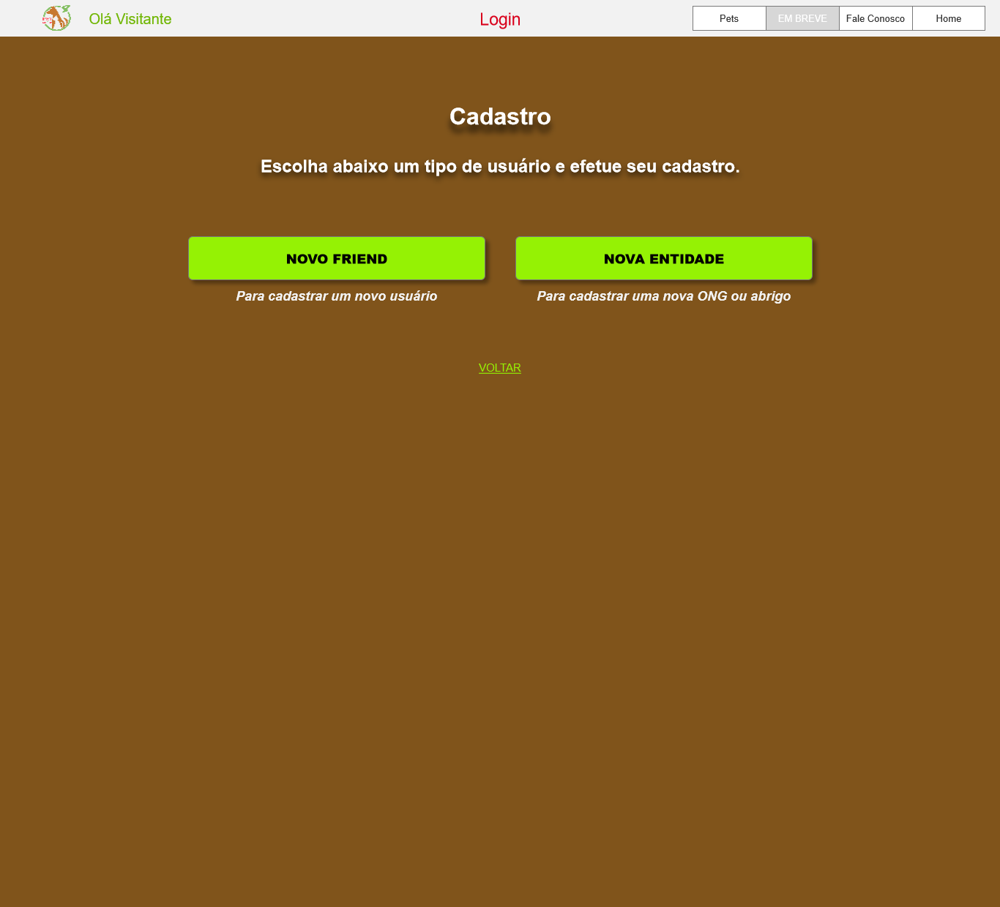 Olá Visitante
Login
Pets
EM BREVE
Fale Conosco
Home
Cadastro
Escolha abaixo um tipo de usuário e efetue seu cadastro.
NOVO FRIEND
NOVA ENTIDADE
Para cadastrar um novo usuário
Para cadastrar uma nova ONG ou abrigo
VOLTAR